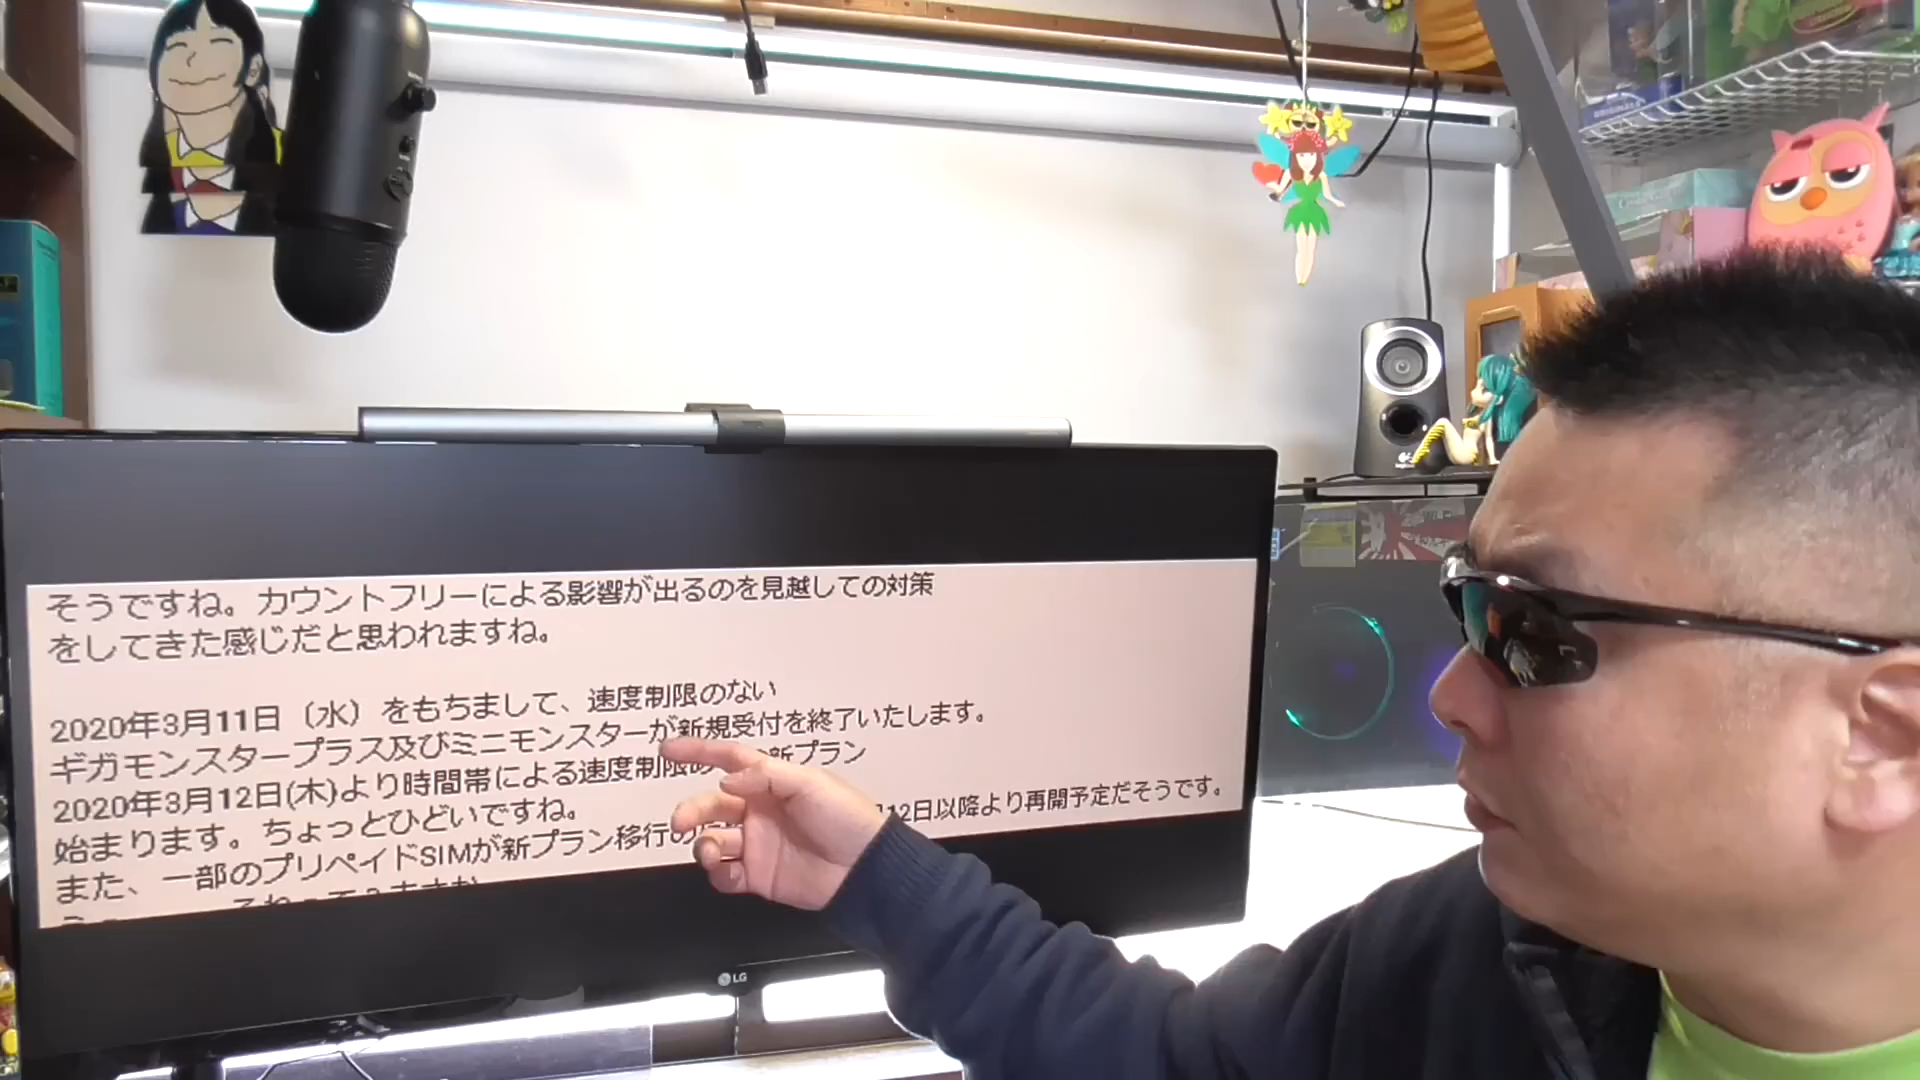 そうですね。カウントフリーによる影響が出るのを見越しての対策
をしてきた感じだと思われますね。
2020年3月11日（水）をもちまして、速度制限のない
ギガモンスタープラス及びミニモンスターが新規受付を終了いたします。
2020年3月12日(木)より時間帯による速度制限 新プラン
始まります。ちょっとひどいですね。
また、一部のプリペイドSIMが新プラン移行の 12日以降より再開予定だそうです。
LG